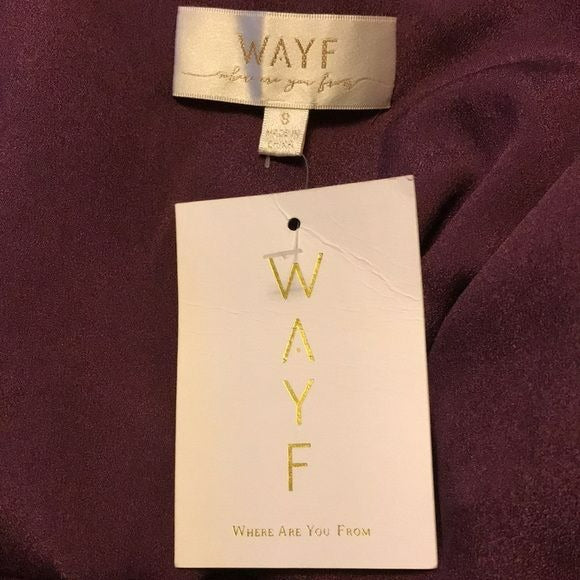 WAYF
where are you from
S
MADE IN
CHINA
W
A
Y
F
WHERE ARE YOU FROM